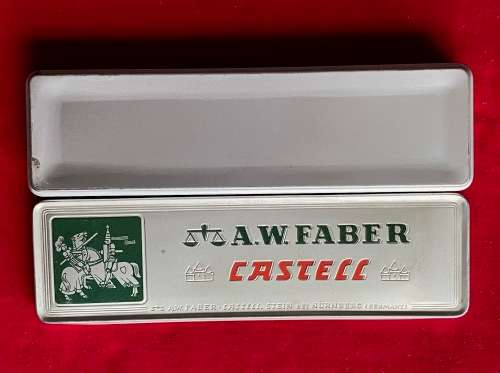 A.W. FABER
CASTELL
A.W. FABER - CASTELL STEIN BEI NÜRNBERG (GERMANY)